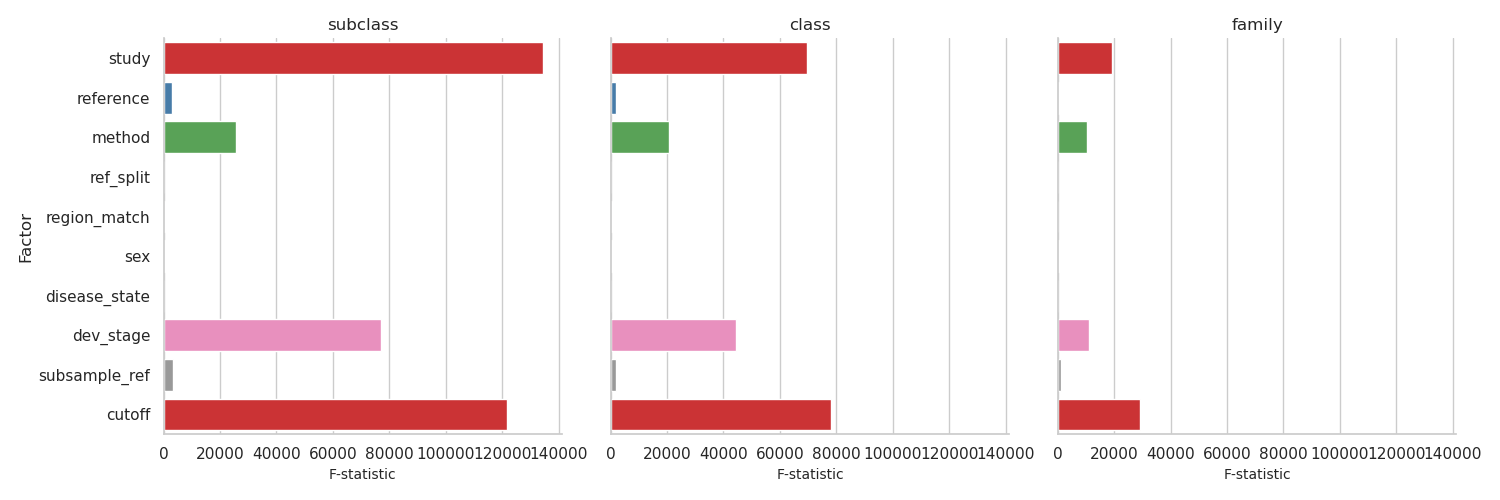 subclass
class
family
study
reference
method
ref_split
region_match
sex
disease_state
dev_stage
subsample_ref
cutoff
Factor
0 20000 40000 60000 80000 100000 120000 140000
0 20000 40000 60000 80000 100000 120000 140000
0 20000 40000 60000 80000 100000 120000 140000
F-statistic
F-statistic
F-statistic